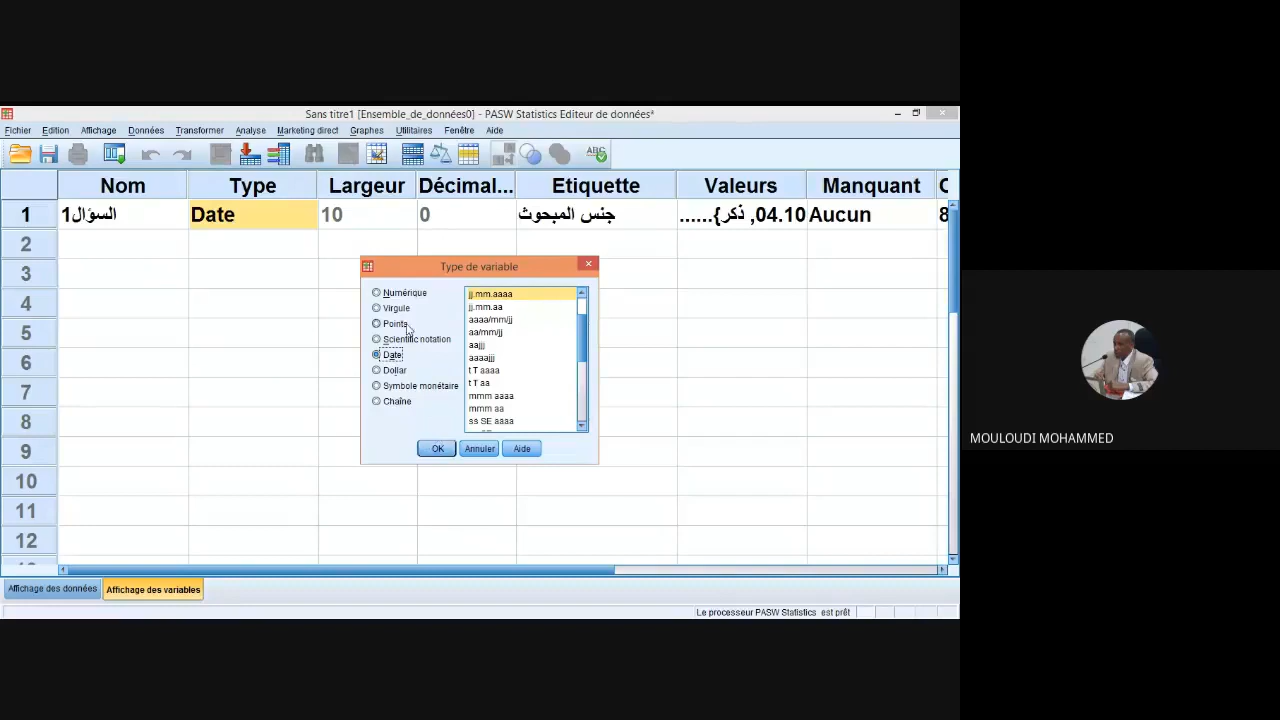 Sans titre1 [Ensemble_de_données0] - PASW Statistics Editeur de données*
Fichier Edition Affichage Données Transformer Analyse Marketing direct Graphes Utilitaires Fenêtre Aide
Nom Type Largeur Décimal... Etiquette Valeurs Manquant C
1 السؤال1 Date 10 0 جنس المبحوث ......{ذكر ,04.10 Aucun 8
2
3
4
5
6
7
8
9
10
11
12
Type de variable
Numérique
Virgule
Points
Scientific notation
Date
Dollar
Symbole monétaire
Chaîne
jj.mm.aaaa
jj.mm.aa
aaaa/mm/jj
aa/mm/jj
aajjj
aaaajjj
t T aaaa
t T aa
mmm aaaa
mmm aa
ss SE aaaa
OK Annuler Aide
Affichage des données Affichage des variables
Le processeur PASW Statistics est prêt
MOULOUDI MOHAMMED